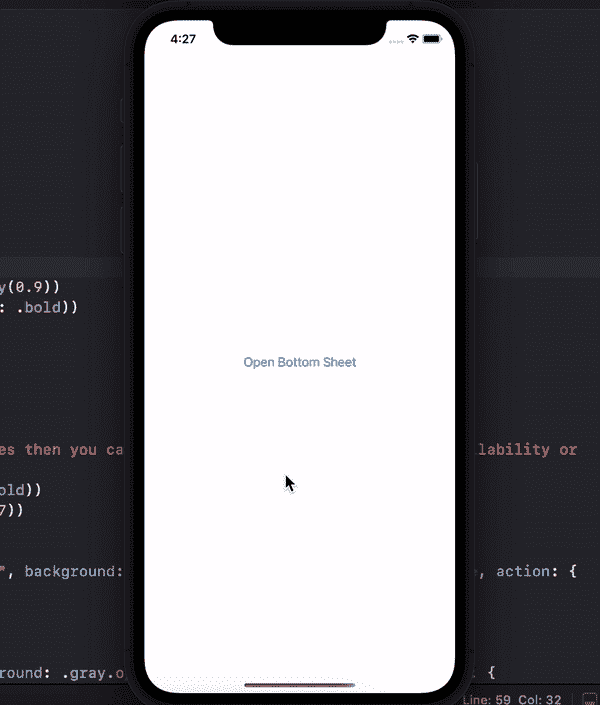 4:27
y(0.9))
: .bold))
Open Bottom Sheet
es then you ca
lability or
old))
7))
", background:
, action: {
round: .gray.o
{
Line: 59 Col: 32